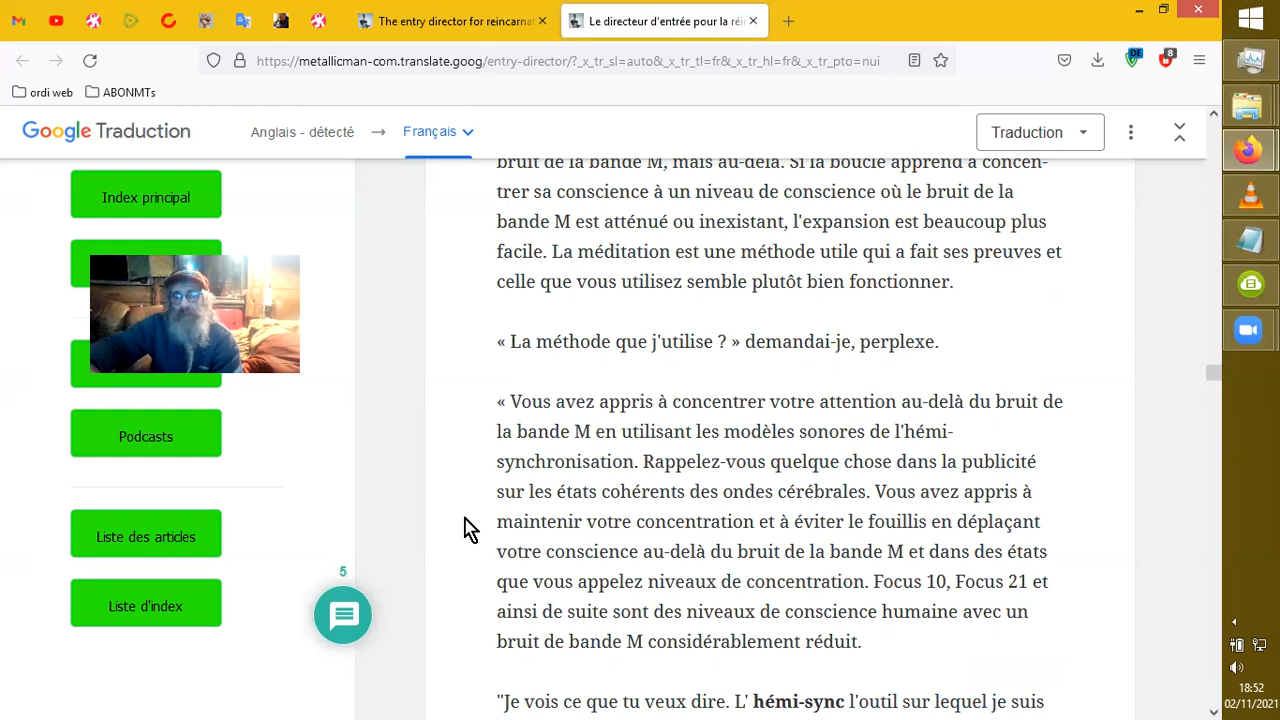 The entry director for reincarnat
Le directeur d'entrée pour la réi
https://metallicman-com.translate.goog/entry-director/?_x_tr_sl=auto&_x_tr_tl=fr&_x_tr_hl=fr&_x_tr_pto=nui
DE
8
ordi web
ABONMTs
Google Traduction
Anglais - détecté
Français
Traduction
bruit de la bande M, mais au-delà. Si la boucle apprend à concen-
trer sa conscience à un niveau de conscience où le bruit de la
bande M est atténué ou inexistant, l'expansion est beaucoup plus
facile. La méditation est une méthode utile qui a fait ses preuves et
celle que vous utilisez semble plutôt bien fonctionner.
« La méthode que j'utilise ? » demandai-je, perplexe.
« Vous avez appris à concentrer votre attention au-delà du bruit de
la bande M en utilisant les modèles sonores de l'hémi-
synchronisation. Rappelez-vous quelque chose dans la publicité
sur les états cohérents des ondes cérébrales. Vous avez appris à
maintenir votre concentration et à éviter le fouillis en déplaçant
votre conscience au-delà du bruit de la bande M et dans des états
que vous appelez niveaux de concentration. Focus 10, Focus 21 et
ainsi de suite sont des niveaux de conscience humaine avec un
bruit de bande M considérablement réduit.
"Je vois ce que tu veux dire. L' hémi-sync l'outil sur lequel je suis
Index principal
Podcasts
Liste des articles
Liste d'index
5
18:52
02/11/2021